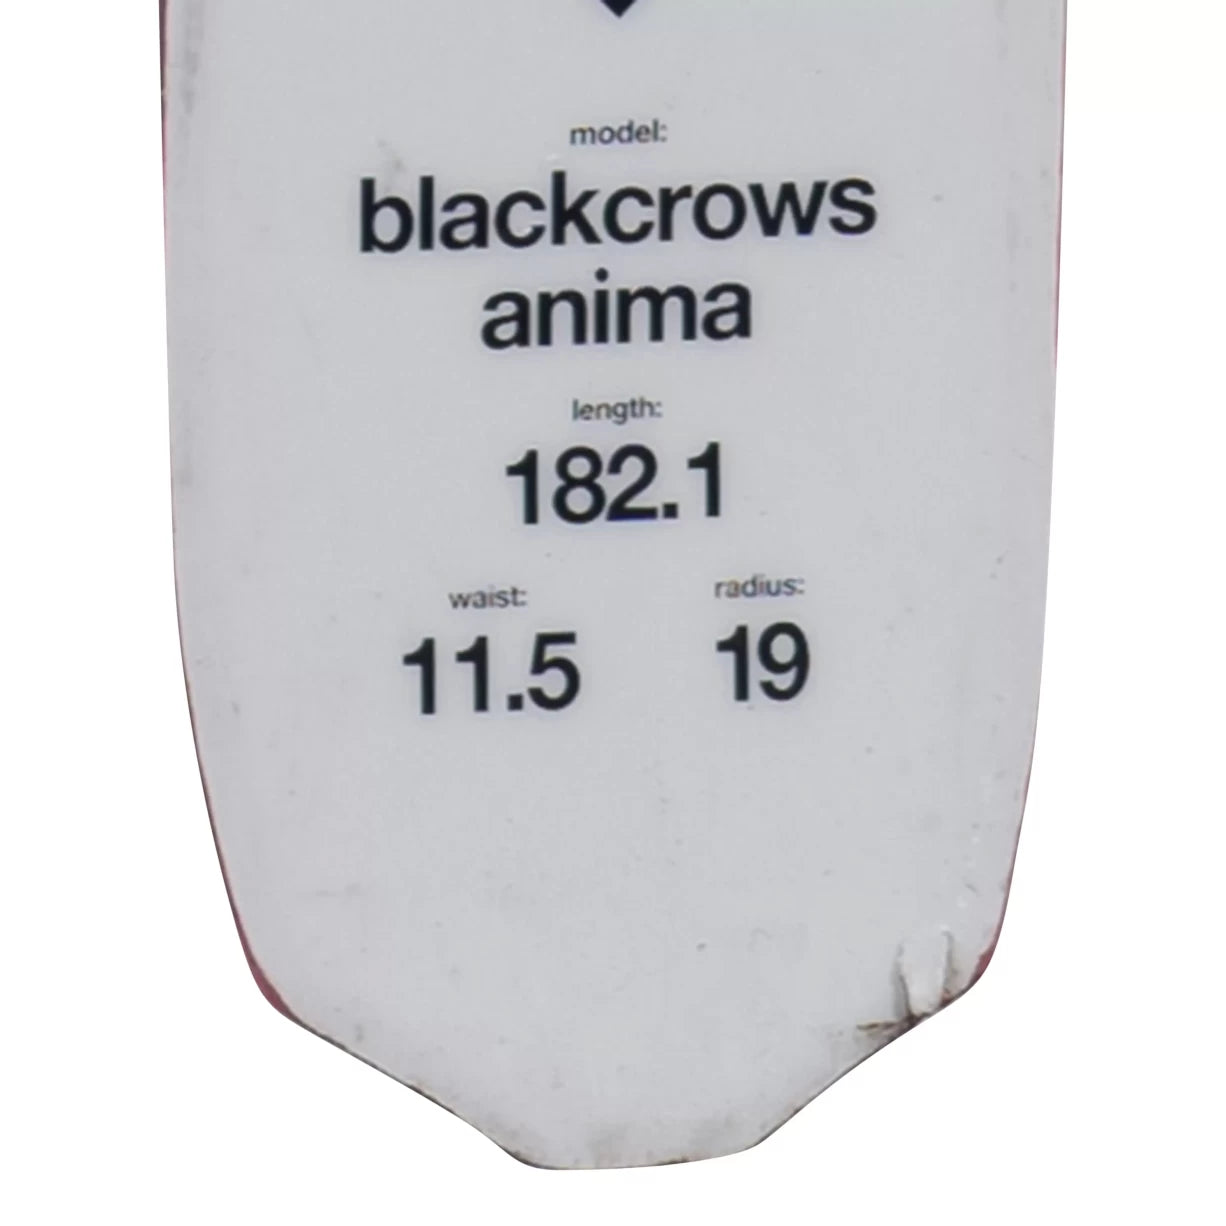 model:
blackcrows
anima
length:
182.1
waist: radius:
11.5 19